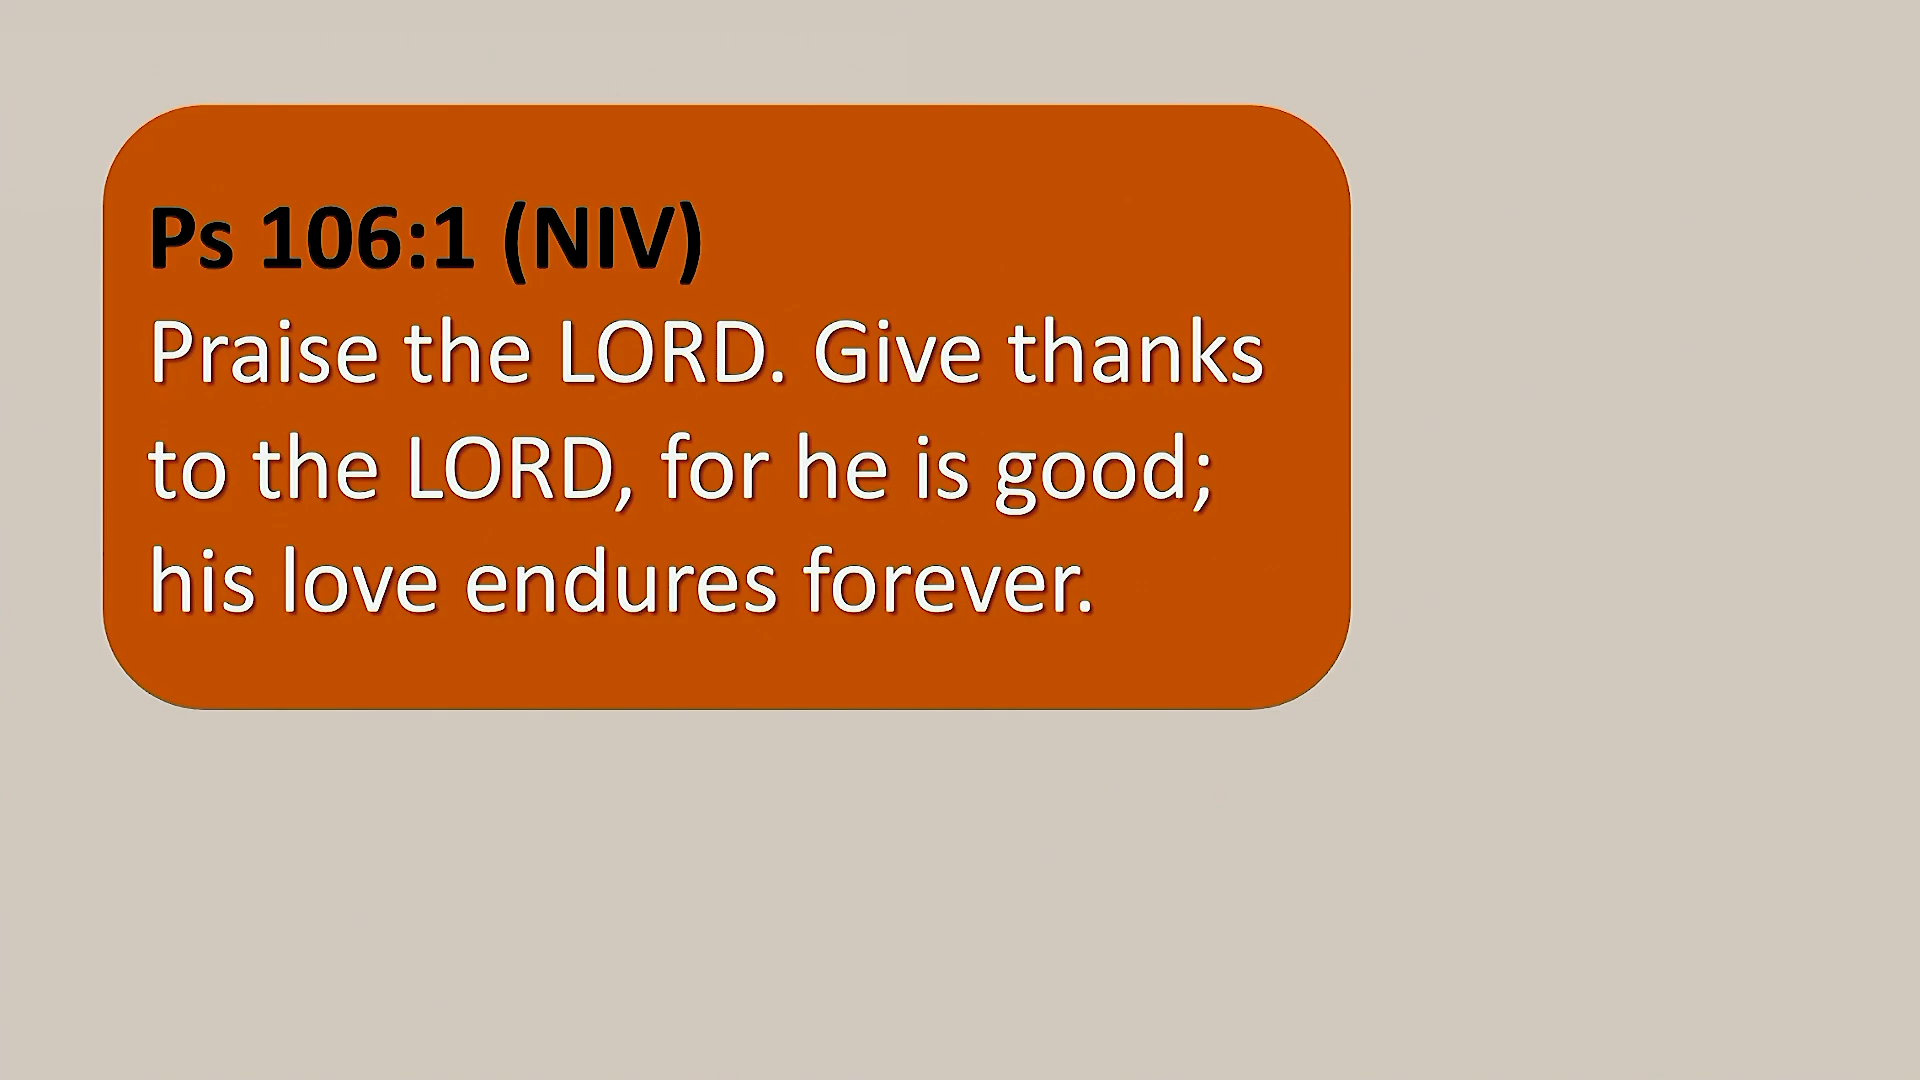 Ps 106:1 (NIV)
Praise the LORD. Give thanks
to the LORD, for he is good;
his love endures forever.